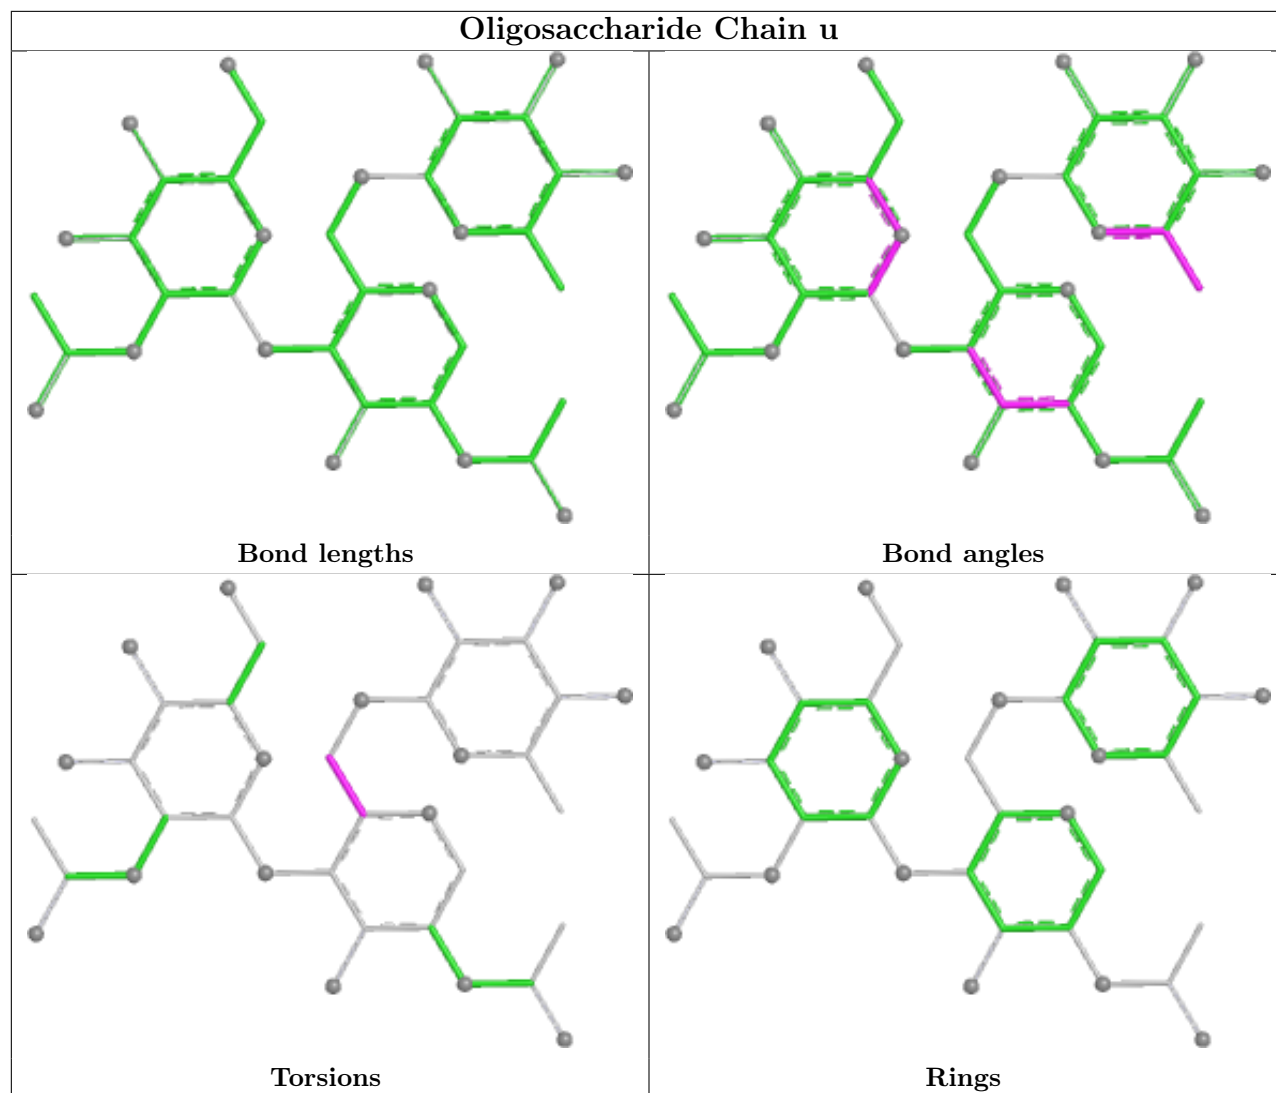 Oligosaccharide Chain u
Bond lengths
Bond angles
Torsions
Rings